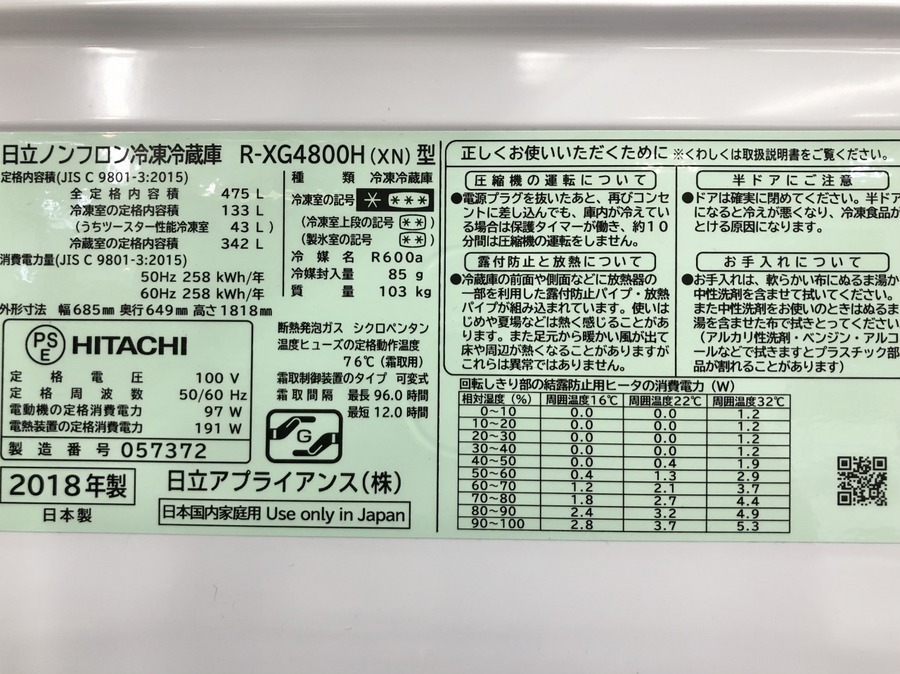 日立ノンフロン冷凍冷蔵庫 R-XG4800H(XN)型
定格内容積(JIS C 9801-3:2015)
全定格内容積 475 L
冷凍室の定格内容積 133 L
(うちツースター性能冷凍室 43 L)
冷蔵室の定格内容積 342 L
消費電力量(JIS C 9801-3:2015)
50Hz 258 kWh/年
60Hz 258 kWh/年
外形寸法 幅685mm 奥行649mm 高さ1818mm
種類 冷凍冷蔵庫
冷凍室の記号 * ***
(冷凍室上段の記号 **)
(製氷室の記号 **)
冷媒名 R600a
冷媒封入量 85 g
質量 103 kg
PS
E
HITACHI
定格電圧 100 V
定格周波数 50/60 Hz
電動機の定格消費電力 97 W
電熱装置の定格消費電力 191 W
製造番号 057372
2018年製
日本製
断熱発泡ガス シクロペンタン
温度ヒューズの定格動作温度
76℃(霜取用)
霜取制御装置のタイプ 可変式
霜取間隔 最長 96.0時間
最短 12.0時間
G
日立アプライアンス(株)
日本国内家庭用 Use only in Japan
正しくお使いいただくために ※くわしくは取扱説明書をご覧ください。
圧縮機の運転について
●電源プラグを抜いたあと、再びコンセ
ントに差し込んでも、庫内が冷えてい
る場合は保護タイマーが働き、約10
分間は圧縮機の運転をしません。
露付防止と放熱について
●冷蔵庫の前面や側面などに放熱器の
一部を利用した露付防止パイプ・放熱
パイプが組み込まれています。使いは
じめや夏場などは熱く感じることがあ
ります。また足元から暖かい風が出て
床や周辺が熱くなることがありますが
これらは異常ではありません。
半ドアにご注意
●ドアは確実に閉めてください。半ドア
になると冷えが悪くなり、冷凍食品が
とける原因になります。
お手入れについて
●お手入れは、軟らかい布にぬるま湯か
中性洗剤を含ませて拭いてください。
また中性洗剤をお使いのときはぬるま
湯を含ませた布で拭きとってください
(アルカリ性洗剤・ベンジン・アルコ
ールなどで拭きますとプラスチック部
品が割れることがあります)
回転しきり部の結露防止用ヒータの消費電力(W)
相対湿度(%) 周囲温度16℃ 周囲温度22℃ 周囲温度32℃
0~10 0.0 0.0 1.2
10~20 0.0 0.0 1.2
20~30 0.0 0.0 1.2
30~40 0.0 0.0 1.2
40~50 0.0 0.4 1.9
50~60 0.4 1.3 2.9
60~70 1.2 2.1 3.7
70~80 1.8 2.7 4.4
80~90 2.4 3.2 4.9
90~100 2.8 3.7 5.3